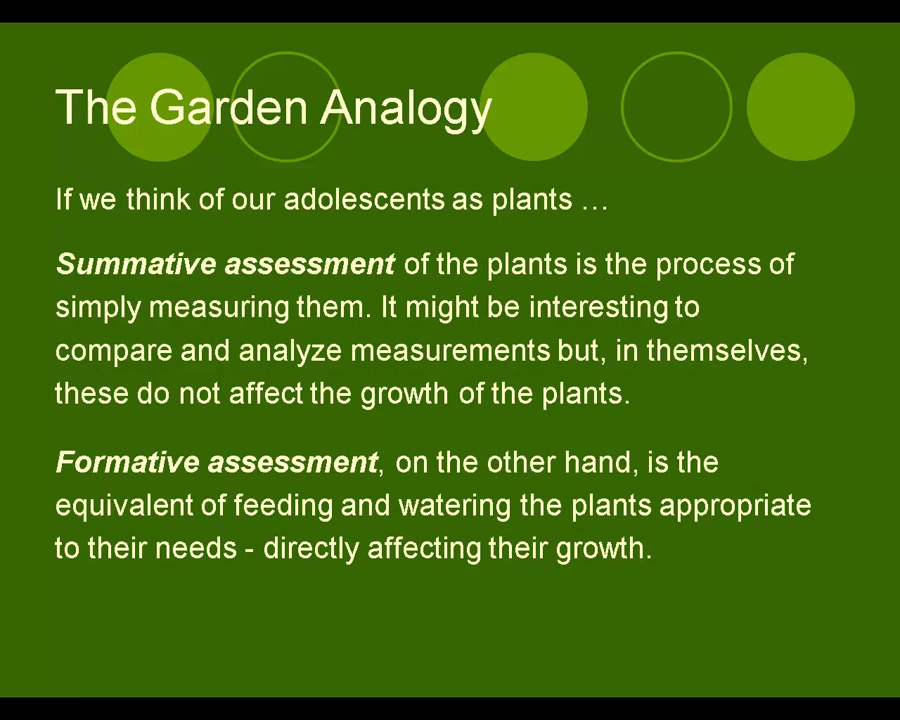 The Garden Analogy
If we think of our adolescents as plants …
Summative assessment of the plants is the process of
simply measuring them. It might be interesting to
compare and analyze measurements but, in themselves,
these do not affect the growth of the plants.
Formative assessment, on the other hand, is the
equivalent of feeding and watering the plants appropriate
to their needs - directly affecting their growth.